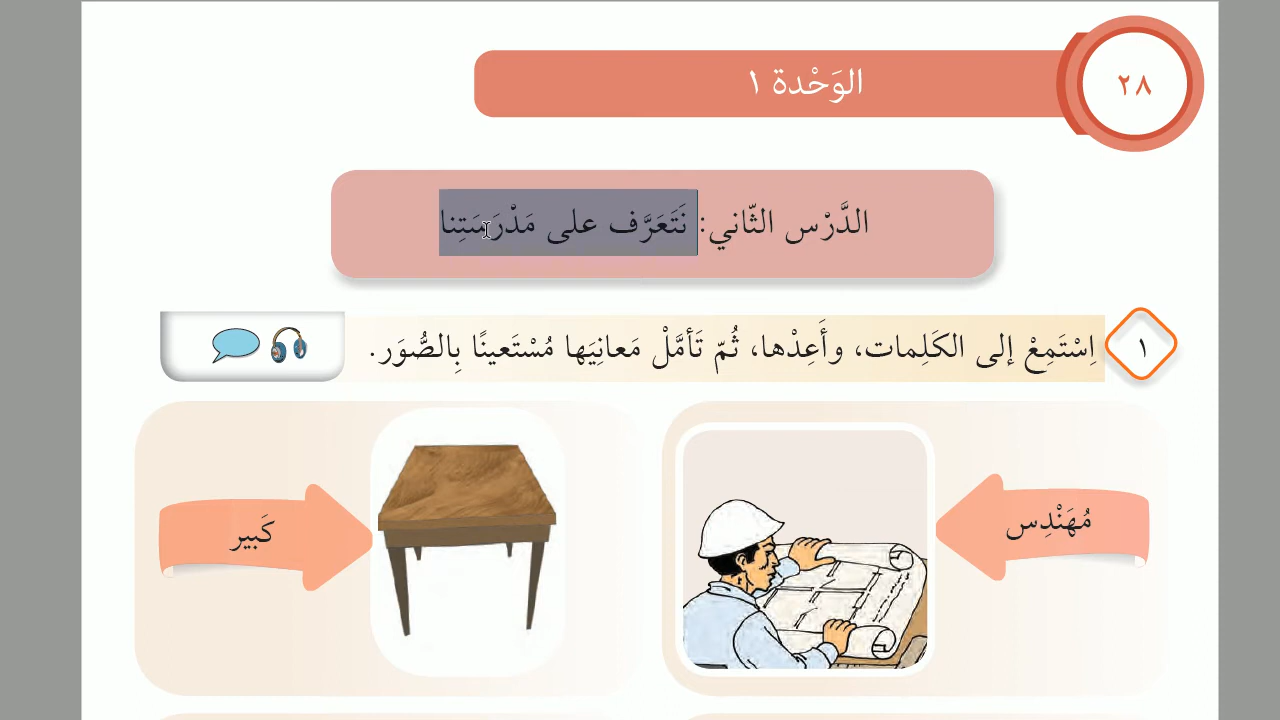 ٢٨
الوَحْدة ١
الدَّرْس الثّاني: نَتَعَرَّف على مَدْرَسَتِنا
١
اِسْتَمِعْ إلى الكَلِمات، وأَعِدْها، ثُمّ تَأمَّلْ مَعانِيَها مُسْتَعينًا بِالصُّوَر.
مُهَنْدِس
كَبير